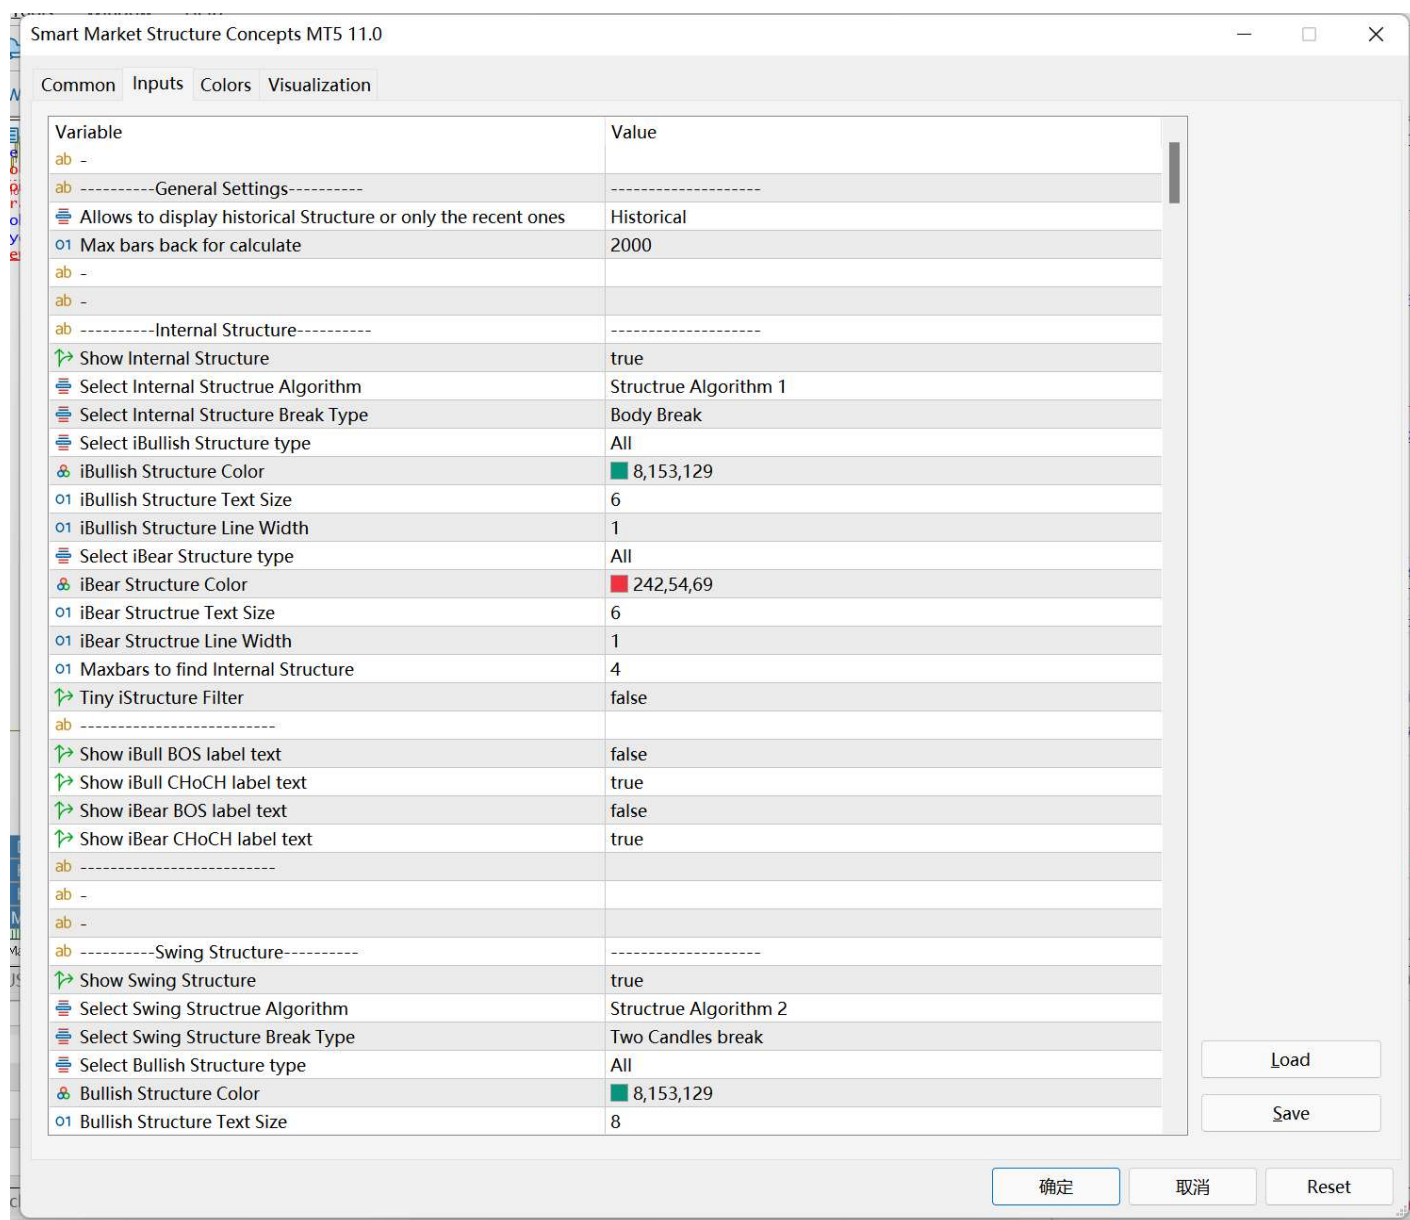 Smart Market Structure Concepts MT5 11.0
Common Inputs Colors Visualization
Variable Value
ab -
ab ----------General Settings---------- --------------------
Allows to display historical Structure or only the recent ones Historical
01 Max bars back for calculate 2000
ab -
ab -
ab ----------Internal Structure---------- --------------------
Show Internal Structure true
Select Internal Structrue Algorithm Structrue Algorithm 1
Select Internal Structure Break Type Body Break
Select iBullish Structure type All
iBullish Structure Color 8,153,129
01 iBullish Structure Text Size 6
01 iBullish Structure Line Width 1
Select iBear Structure type All
iBear Structure Color 242,54,69
01 iBear Structrue Text Size 6
01 iBear Structrue Line Width 1
01 Maxbars to find Internal Structure 4
Tiny iStructure Filter false
ab --------------------------
Show iBull BOS label text false
Show iBull CHoCH label text true
Show iBear BOS label text false
Show iBear CHoCH label text true
ab --------------------------
ab -
ab -
ab ----------Swing Structure---------- --------------------
Show Swing Structure true
Select Swing Structrue Algorithm Structrue Algorithm 2
Select Swing Structure Break Type Two Candles break
Select Bullish Structure type All
Bullish Structure Color 8,153,129
01 Bullish Structure Text Size 8
Load
Save
确定 取消 Reset